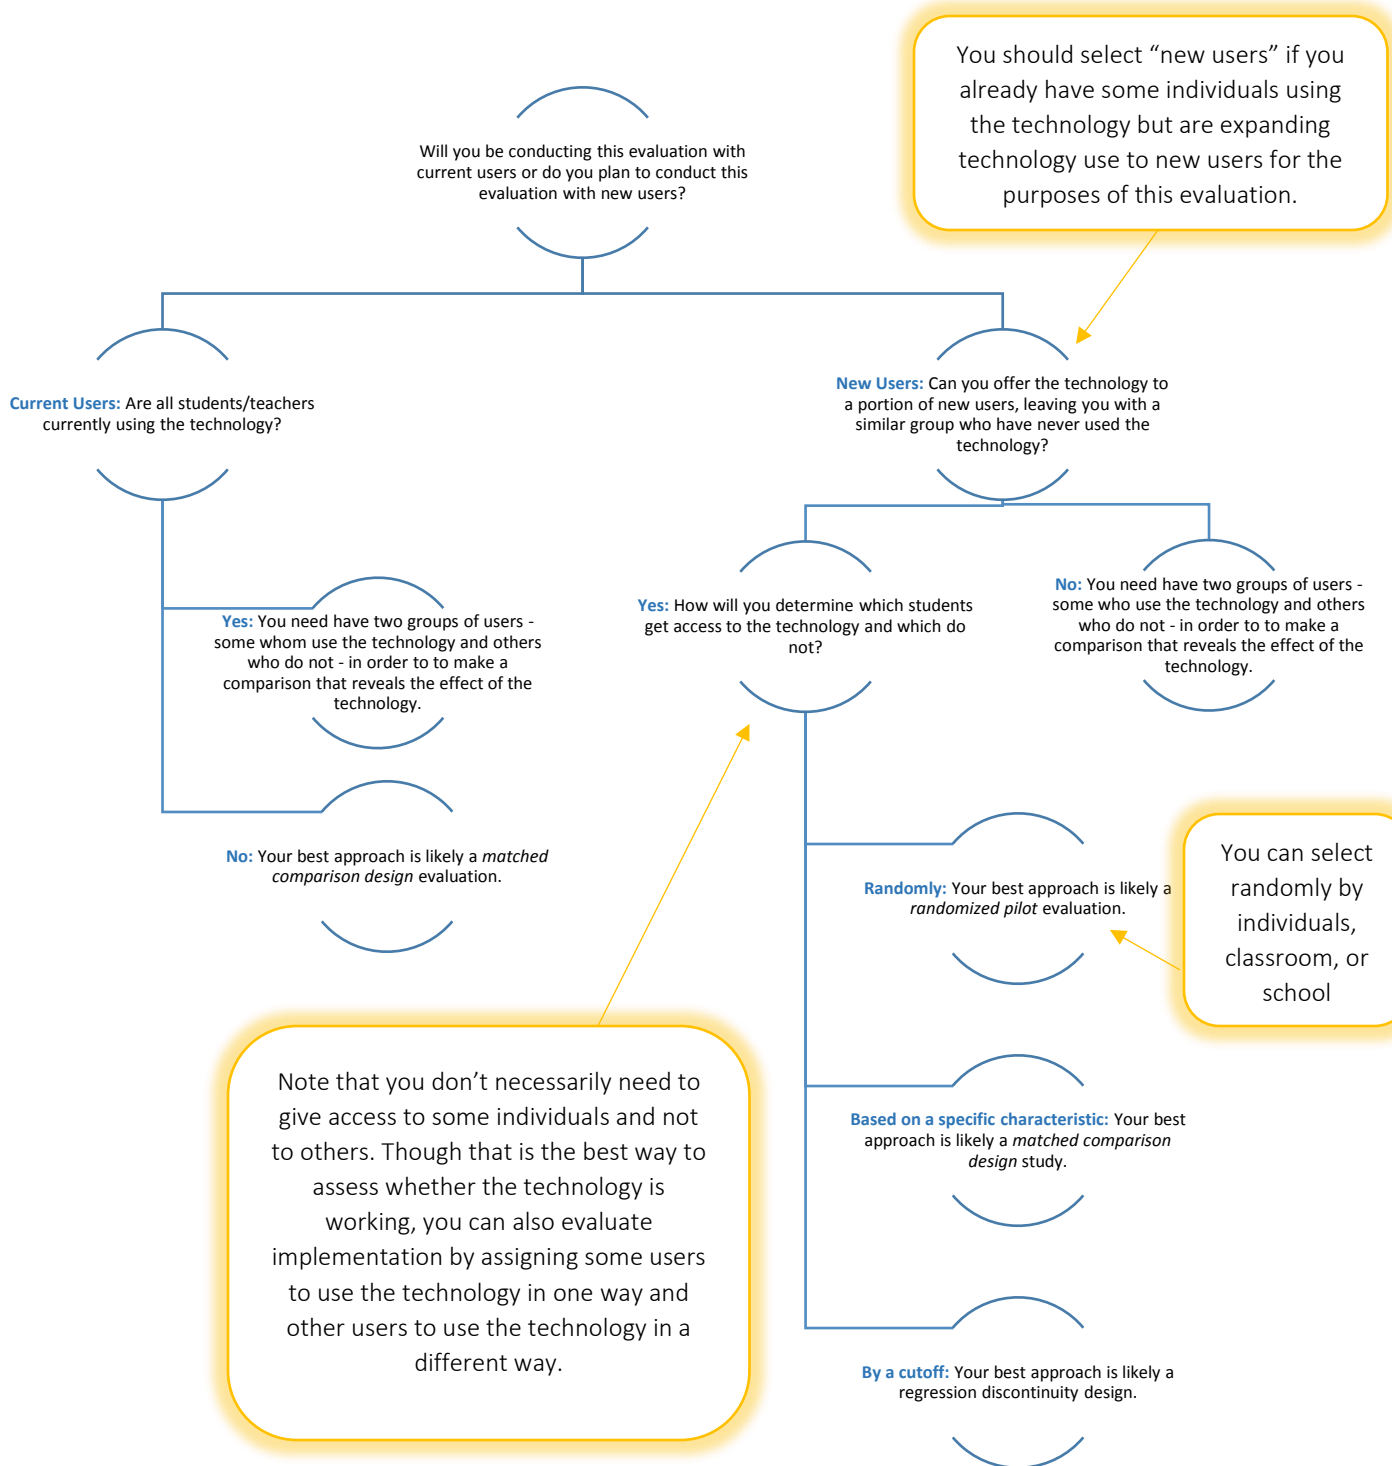 You should select “new users” if you
already have some individuals using
the technology but are expanding
technology use to new users for the
purposes of this evaluation.
Will you be conducting this evaluation with
current users or do you plan to conduct this
evaluation with new users?
Current Users: Are all students/teachers
currently using the technology?
New Users: Can you offer the technology to
a portion of new users, leaving you with a
similar group who have never used the
technology?
Yes: You need have two groups of users -
some whom use the technology and others
who do not - in order to to make a
comparison that reveals the effect of the
technology.
No: Your best approach is likely a matched
comparison design evaluation.
Yes: How will you determine which students
get access to the technology and which do
not?
No: You need have two groups of users -
some who use the technology and others
who do not - in order to to make a
comparison that reveals the effect of the
technology.
Randomly: Your best approach is likely a
randomized pilot evaluation.
You can select
randomly by
individuals,
classroom, or
school
Note that you don’t necessarily need to
give access to some individuals and not
to others. Though that is the best way to
assess whether the technology is
working, you can also evaluate
implementation by assigning some users
to use the technology in one way and
other users to use the technology in a
different way.
Based on a specific characteristic: Your best
approach is likely a matched comparison
design study.
By a cutoff: Your best approach is likely a
regression discontinuity design.